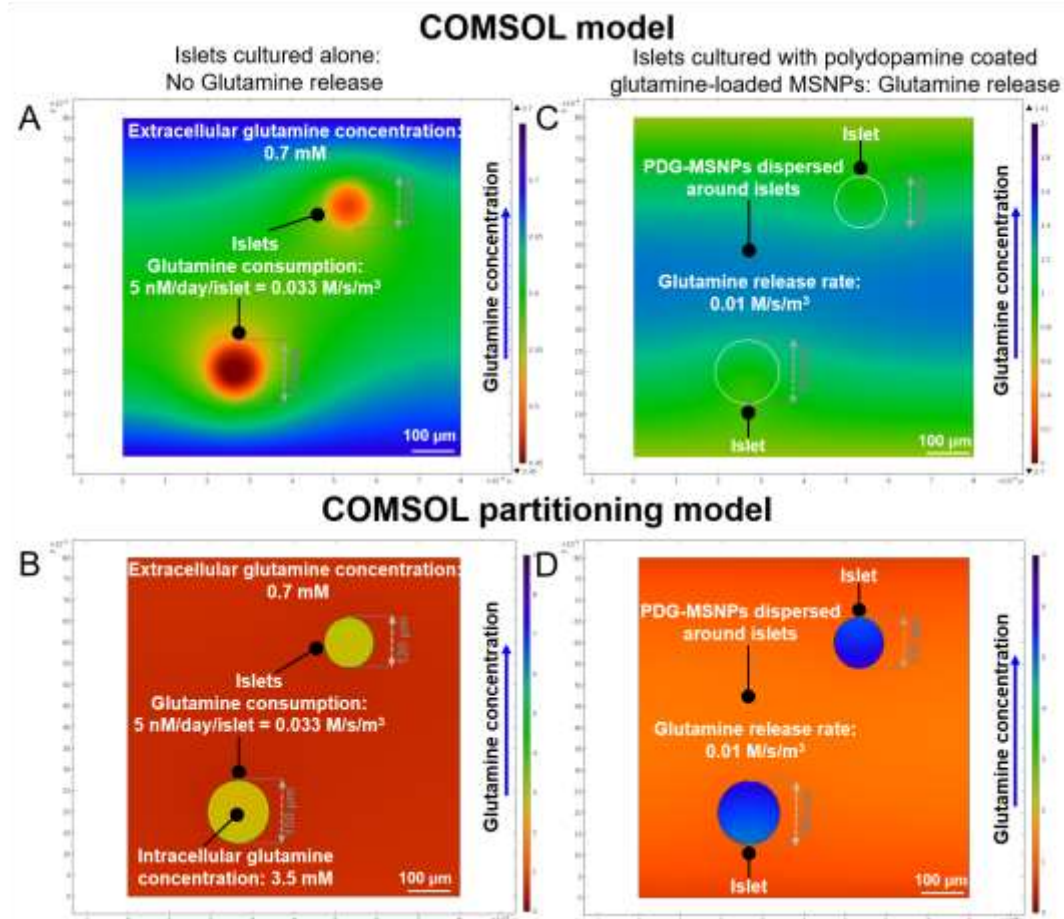 COMSOL model
Islets cultured alone:
No Glutamine release
Islets cultured with polydopamine coated
glutamine-loaded MSNPs: Glutamine release
A
Extracellular glutamine concentration:
0.7 mM
Islets
Glutamine consumption:
5 nM/day/islet = 0.033 M/s/m³
100 µm
Glutamine concentration
C
Islet
PDG-MSNPs dispersed
around islets
Glutamine release rate:
0.01 M/s/m³
Islet
100 µm
Glutamine concentration
COMSOL partitioning model
B
Extracellular glutamine concentration:
0.7 mM
Islets
Glutamine consumption:
5 nM/day/islet = 0.033 M/s/m³
Intracellular glutamine
concentration: 3.5 mM
100 µm
Glutamine concentration
D
Islet
PDG-MSNPs dispersed
around islets
Glutamine release rate:
0.01 M/s/m³
Islet
100 µm
Glutamine concentration